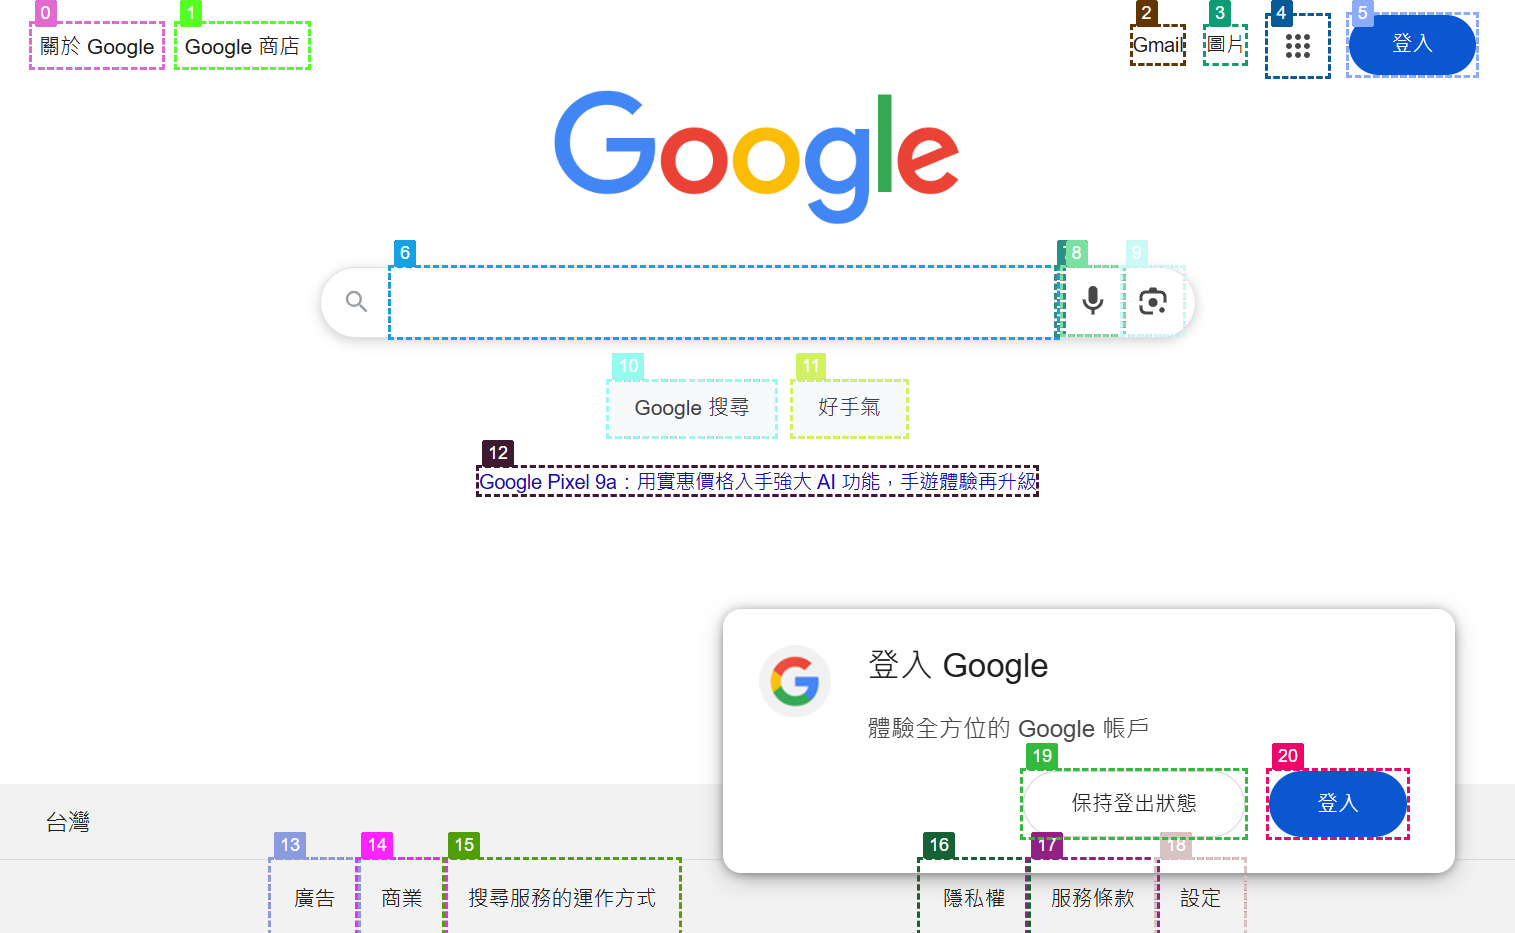 0 1 2 3 4 5
關於 Google Google 商店 Gmail 圖片 登入
Google
6 8 9
10 11
Google 搜尋 好手氣
12
Google Pixel 9a：用實惠價格入手強大 AI 功能，手遊體驗再升級
登入 Google
體驗全方位的 Google 帳戶
19 20
保持登出狀態 登入
台灣
13 14 15 16 17 18
廣告 商業 搜尋服務的運作方式 隱私權 服務條款 設定